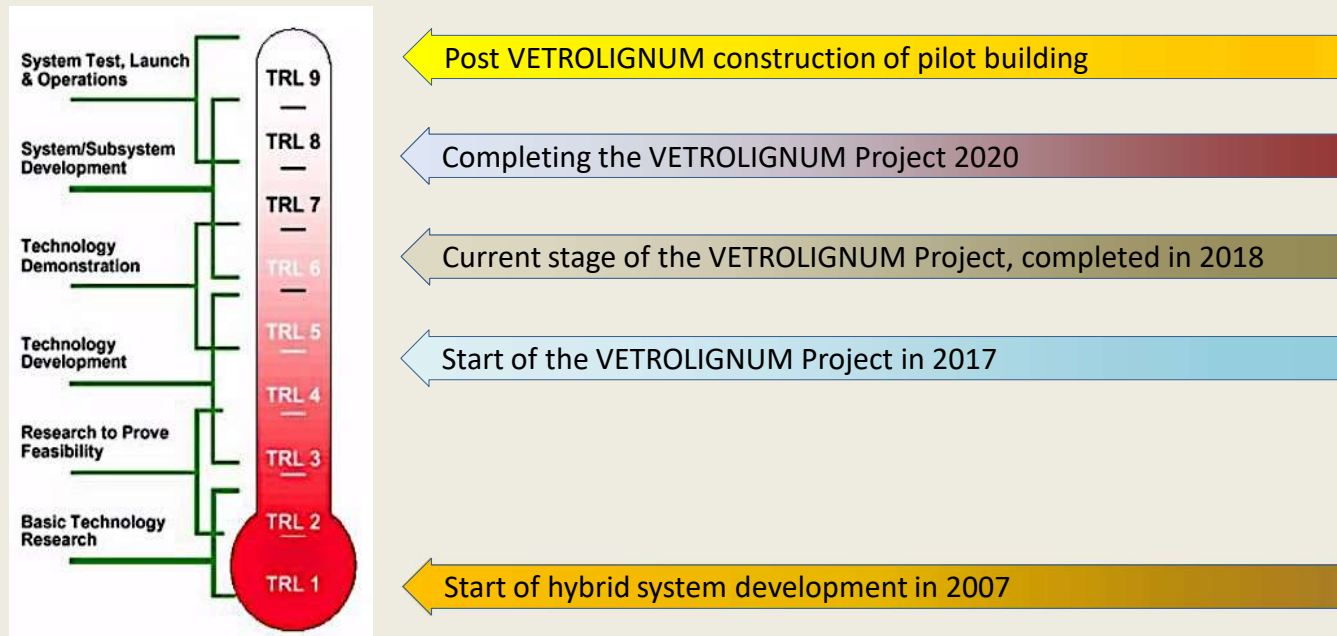 System Test, Launch
& Operations
System/Subsystem
Development
Technology
Demonstration
Technology
Development
Research to Prove
Feasibility
Basic Technology
Research
TRL 9
TRL 8
TRL 7
TRL 6
TRL 5
TRL 4
TRL 3
TRL 2
TRL 1
Post VETROLIGNUM construction of pilot building
Completing the VETROLIGNUM Project 2020
Current stage of the VETROLIGNUM Project, completed in 2018
Start of the VETROLIGNUM Project in 2017
Start of hybrid system development in 2007